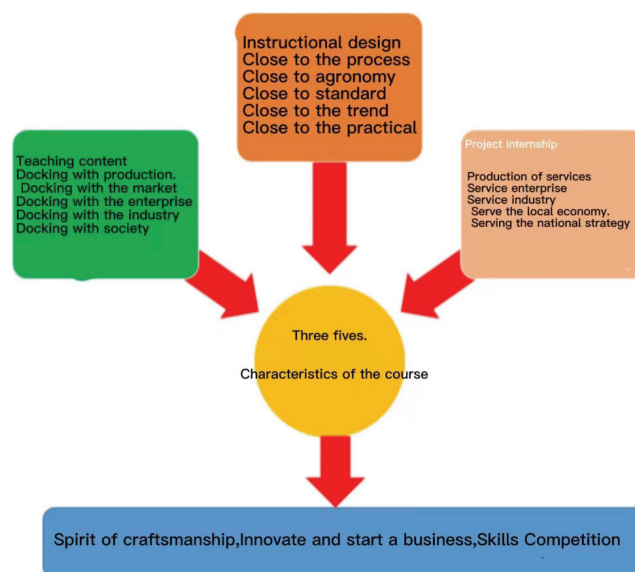 Instructional design
Close to the process
Close to agronomy
Close to standard
Close to the trend
Close to the practical
Teaching content
Docking with production.
Docking with the market
Docking with the enterprise
Docking with the industry
Docking with society
Project internship
Production of services
Service enterprise
Service industry
Serve the local economy.
Serving the national strategy
Three fives.
Characteristics of the course
Spirit of craftsmanship,Innovate and start a business,Skills Competition